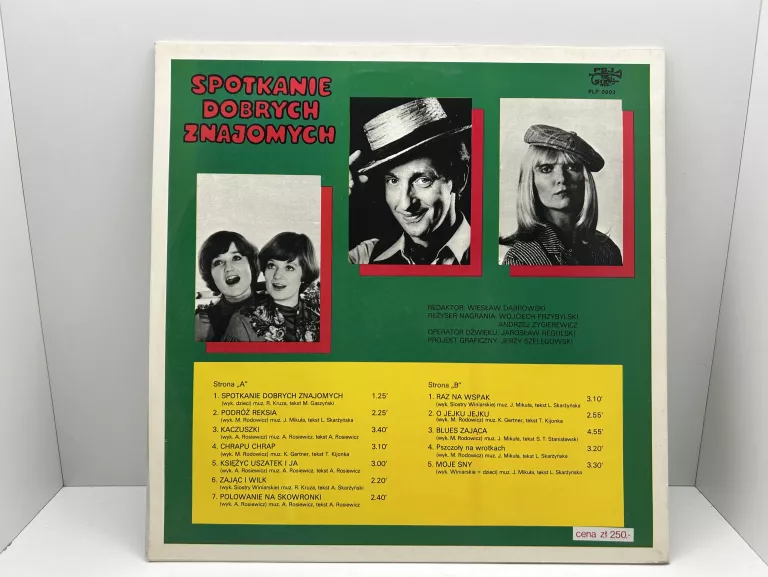 SPOTKANIE
DOBRYCH
ZNAJOMYCH
PSJ
PLP 0003
REDAKTOR: WIESŁAW DĄBROWSKI
REŻYSER NAGRANIA: WOJCIECH PRZYBYLSKI
ANDRZEJ ZYGIEREWICZ
OPERATOR DŹWIĘKU: JAROSŁAW REGULSKI
PROJEKT GRAFICZNY: JERZY SZELĘGOWSKI
Strona „A"
1. SPOTKANIE DOBRYCH ZNAJOMYCH 1.25'
(wyk. dzieci) muz. R. Kruza, tekst M. Gaszyński
2. PODRÓŻ REKSIA 2.25'
(wyk. M. Rodowicz) muz. J. Mikuła, tekst L. Skarżyńska
3. KACZUSZKI 3.40'
(wyk. A. Rosiewicz) muz. A. Rosiewicz, tekst A. Rosiewicz
4. CHRAPU CHRAP 3.10'
(wyk. M. Rodowicz) muz. K. Gartner, tekst T. Kijonka
5. KSIĘŻYC USZATEK I JA 3.00'
(wyk. A. Rosiewicz) muz. A. Rosiewicz, tekst A. Rosiewicz
6. ZAJĄC I WILK 2.20'
(wyk. Siostry Winiarskie) muz. R. Kruza, tekst A. Skarżyński
7. POLOWANIE NA SKOWRONKI 2.40'
(wyk. A. Rosiewicz) muz. A. Rosiewicz, tekst A. Rosiewicz
Strona „B"
1. RAZ NA WSPAK 3.10'
(wyk. Siostry Winiarskie) muz. J. Mikuła, tekst L. Skarżyńska
2. O JEJKU JEJKU 2.55'
(wyk. M. Rodowicz) muz. K. Gertner, tekst T. Kijonka
3. BLUES ZAJĄCA 4.55'
(wyk. M. Rodowicz) muz. J. Mikuła, tekst S. T. Stanisławski
4. Pszczoły na wrotkach 3.20'
(wyk. M. Rodowicz) muz. J. Mikuła, tekst L. Skarżyńska
5. MOJE SNY 3.30'
(wyk. Winiarskie + dzieci) muz. J. Mikuła, tekst L. Skarżyńska
cena zł 250,-